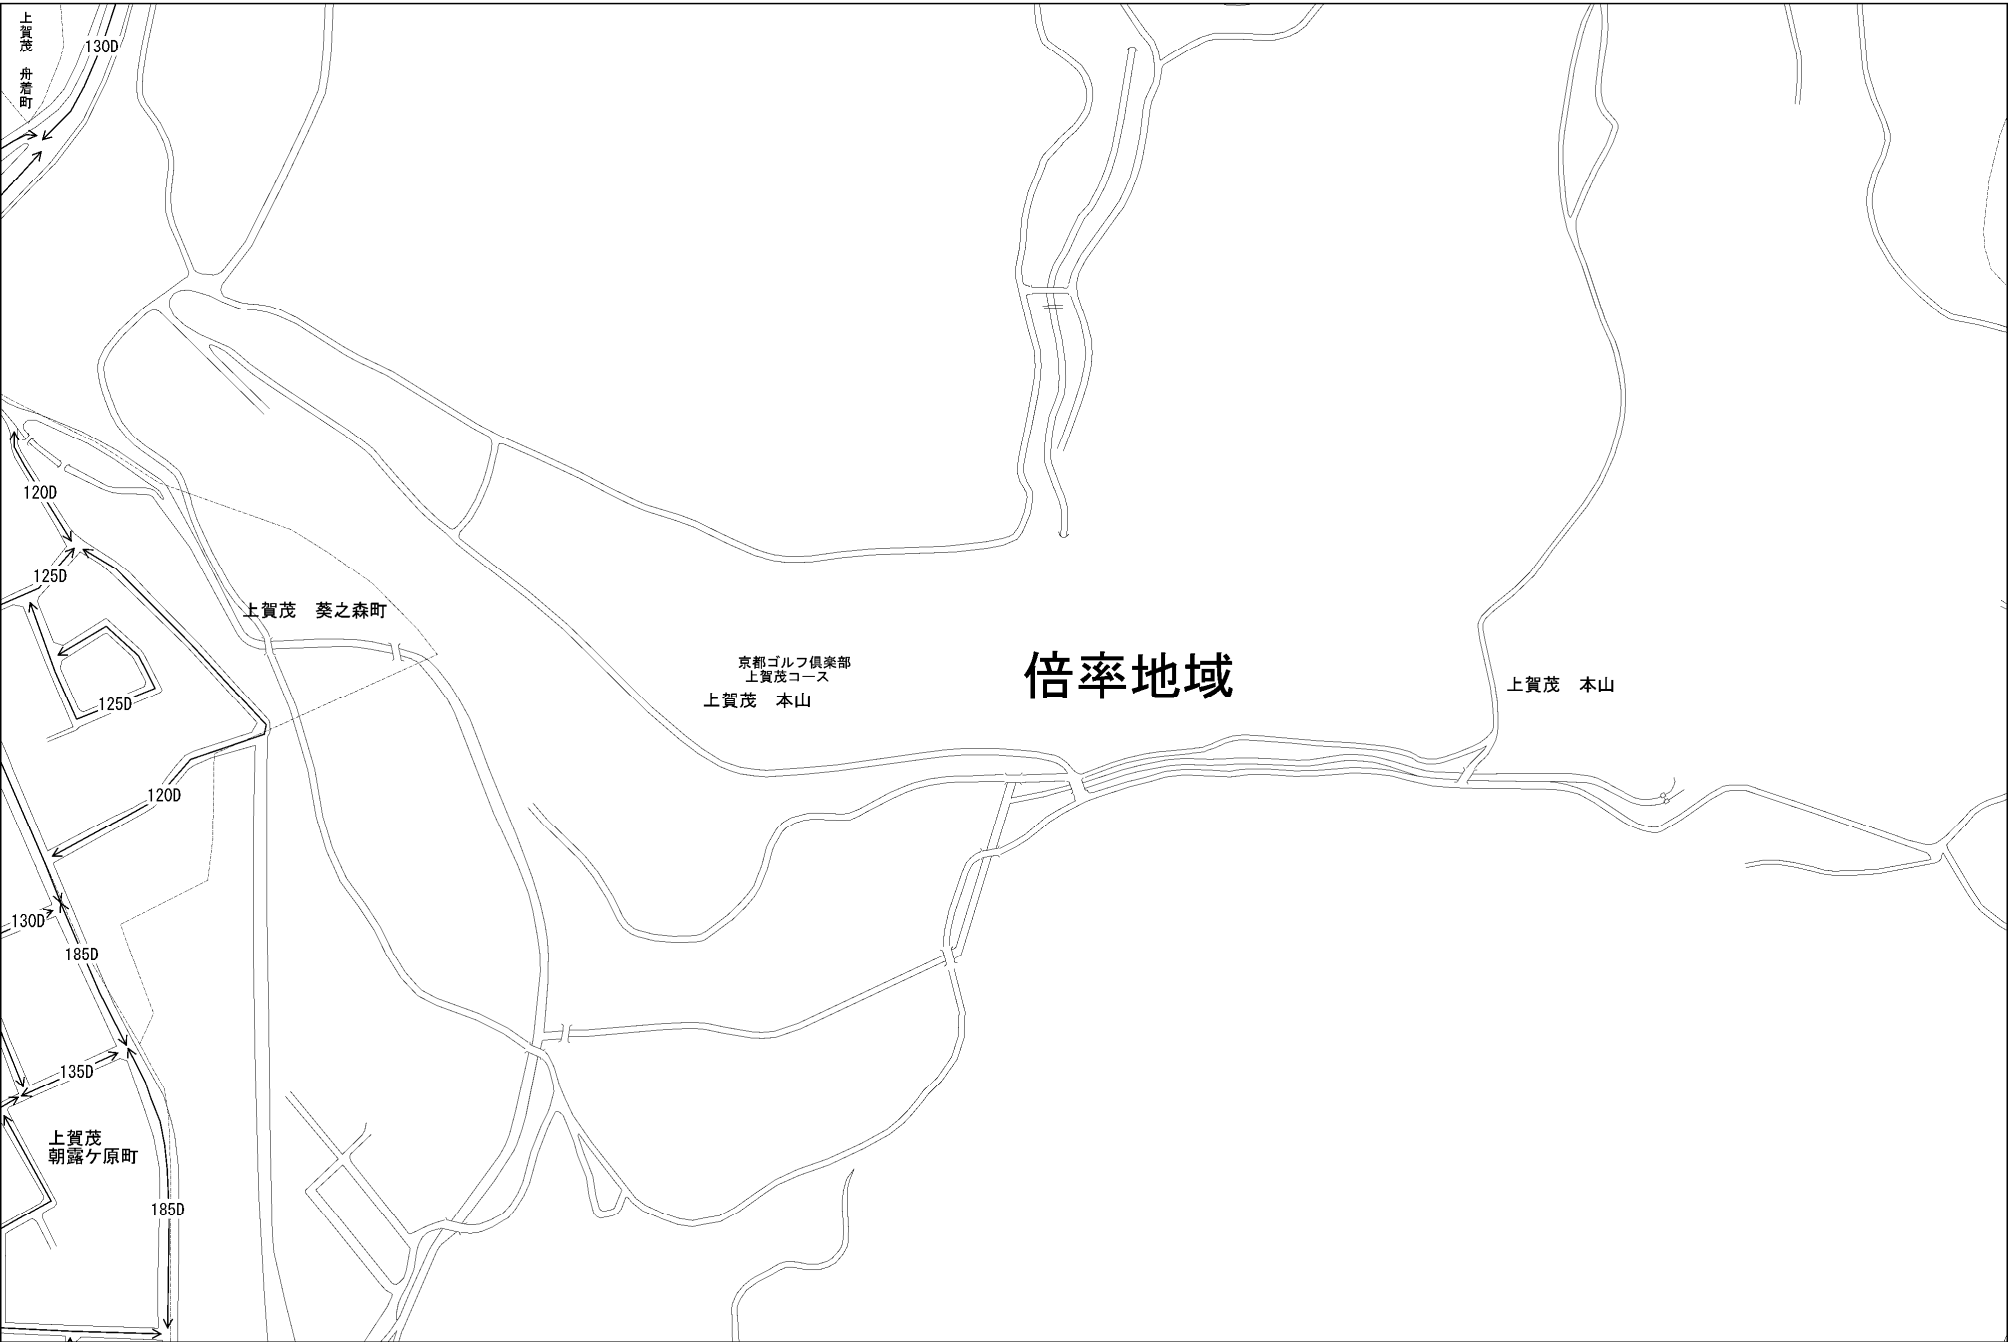 上賀茂　舟着町
130D
120D
125D
上賀茂　葵之森町
125D
京都ゴルフ倶楽部
上賀茂コース
上賀茂　本山
倍率地域
上賀茂　本山
120D
130D
185D
135D
上賀茂
朝露ケ原町
185D